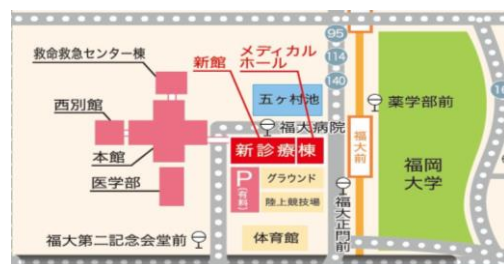 救命救急センター棟
西別館
本館
医学部
新館
メディカル
ホール
五ヶ村池
福大病院
新診療棟
P
(有料)
グラウンド
陸上競技場
体育館
福大第二記念会堂前
95
114
140
薬学部前
福大前
福大正門前
福岡
大学